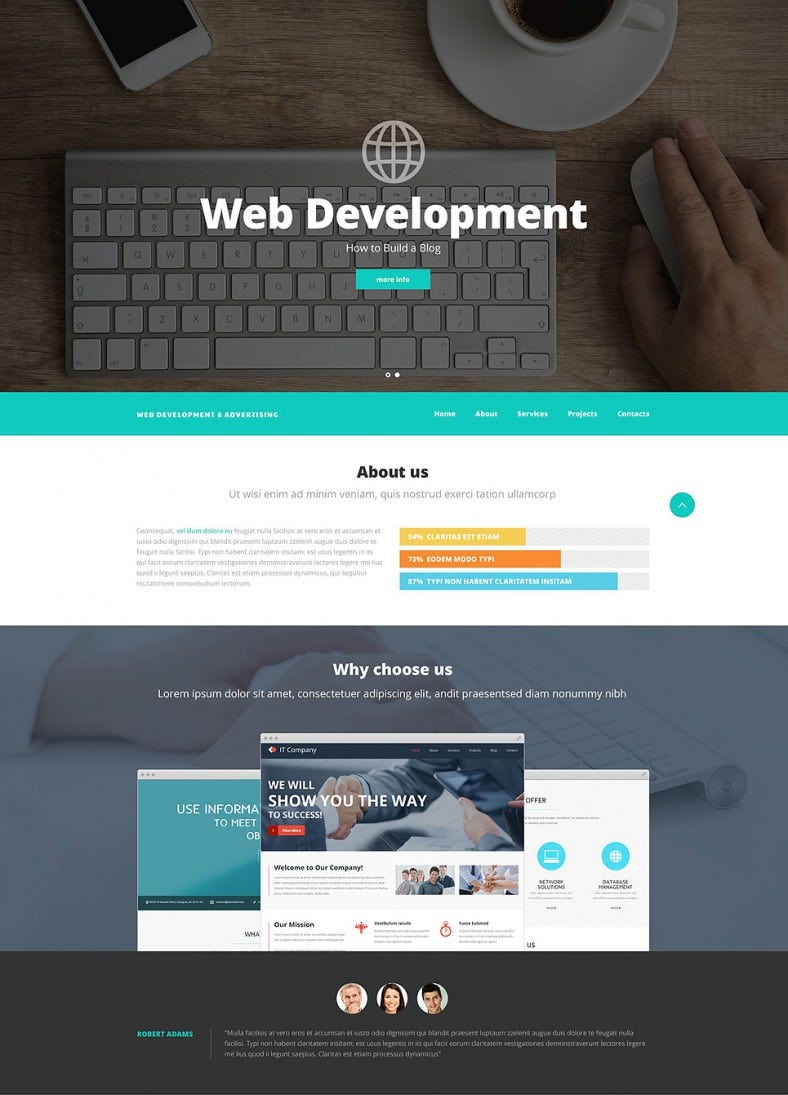 Web Development
How to Build a Blog
more info
WEB DEVELOPMENT & ADVERTISING
Home
About
Services
Projects
Contacts
About us
Ut wisi enim ad minim veniam, quis nostrud exerci tation ullamcorp
Ceonsequat, vel illum dolore eu feugiat nulla facilisis at vero eros et accumsan et
iusto odio dignissim qui blandit praesent luptaum zzelenit augue duis dolore te
feugait nulla facilisi. Typi non habent claritatem insitam; est usus legentis in iis
qui facit eorum claritatem vestigationes demonstraverunt lectores legere me lius
quod ii legunt saepius. Claritas est etiam processus dynamicus, qui sequitur
mutationem consuetudium lectorum.
54% CLARITAS EST ETIAM
73% EODEM MODO TYPI
87% TYPI NON HABENT CLARITATEM INSITAM
Why choose us
Lorem ipsum dolor sit amet, consectetuer adipiscing elit, andit praesentsed diam nonummy nibh
IT Company
Home
About
Services
Projects
Blog
Contact
WE WILL
SHOW YOU THE WAY
TO SUCCESS!
View More
USE INFORMA
TO MEET
OB
OFFER
NETWORK
SOLUTIONS
DATABASE
MANAGEMENT
Welcome to Our Company!
Our Mission
Vestibulum Iaculis
Fusce Euismod
WHA
US
ROBERT ADAMS
"Mulla facilisis at vero eros et accumsan et iusto odio dignissim qui blandit praesent luptatum zzelenit augue duis dolore te feugait nulla
facilisi. Typi non habent claritatem insitam; est usus legentis in iis qui facit eorum claritatem vestigationes demonstraverunt lectores legere
me lius quod ii legunt saepius. Claritas est etiam processus dynamicus"